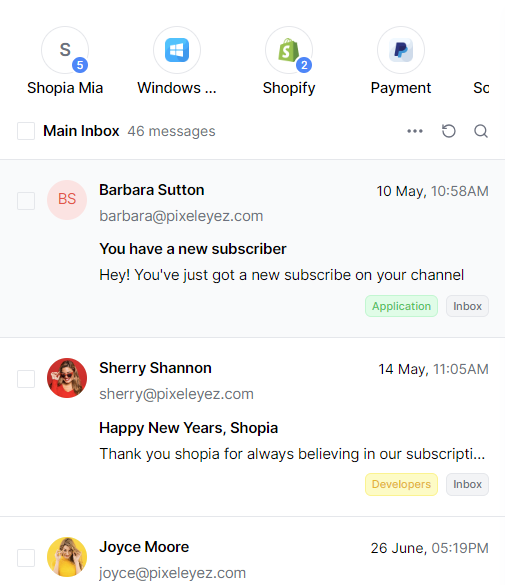 S
5
2
Shopia Mia
Windows ...
Shopify
Payment
Sc
Main Inbox 46 messages
BS
Barbara Sutton
10 May, 10:58AM
barbara@pixeleyez.com
You have a new subscriber
Hey! You've just got a new subscribe on your channel
Application Inbox
Sherry Shannon
14 May, 11:05AM
sherry@pixeleyez.com
Happy New Years, Shopia
Thank you shopia for always believing in our subscripti...
Developers Inbox
Joyce Moore
26 June, 05:19PM
joyce@pixeleyez.com